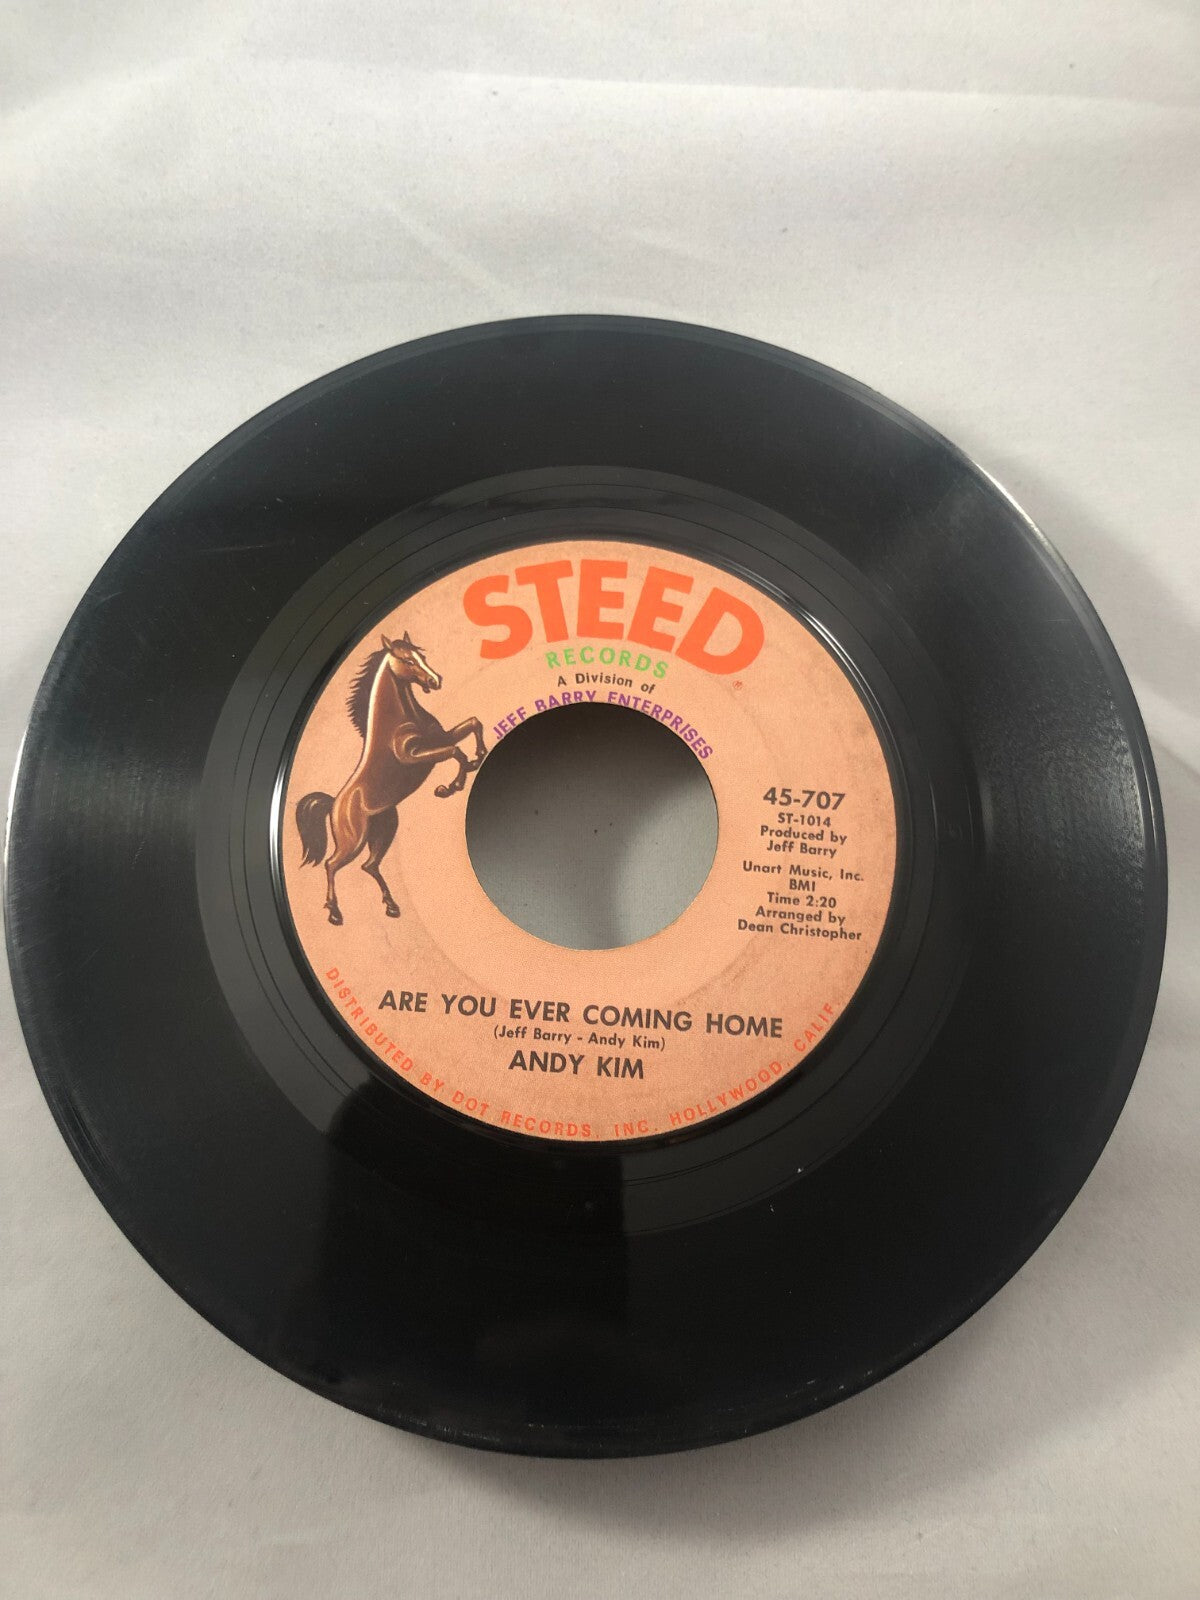 STEED
RECORDS
A Division of
JEFF BARRY ENTERPRISES
45-707
ST-1014
Produced by
Jeff Barry
Unart Music, Inc.
BMI
Time 2:20
Arranged by
Dean Christopher
ARE YOU EVER COMING HOME
(Jeff Barry - Andy Kim)
ANDY KIM
DISTRIBUTED BY DOT RECORDS, INC. HOLLYWOOD, CALIF.